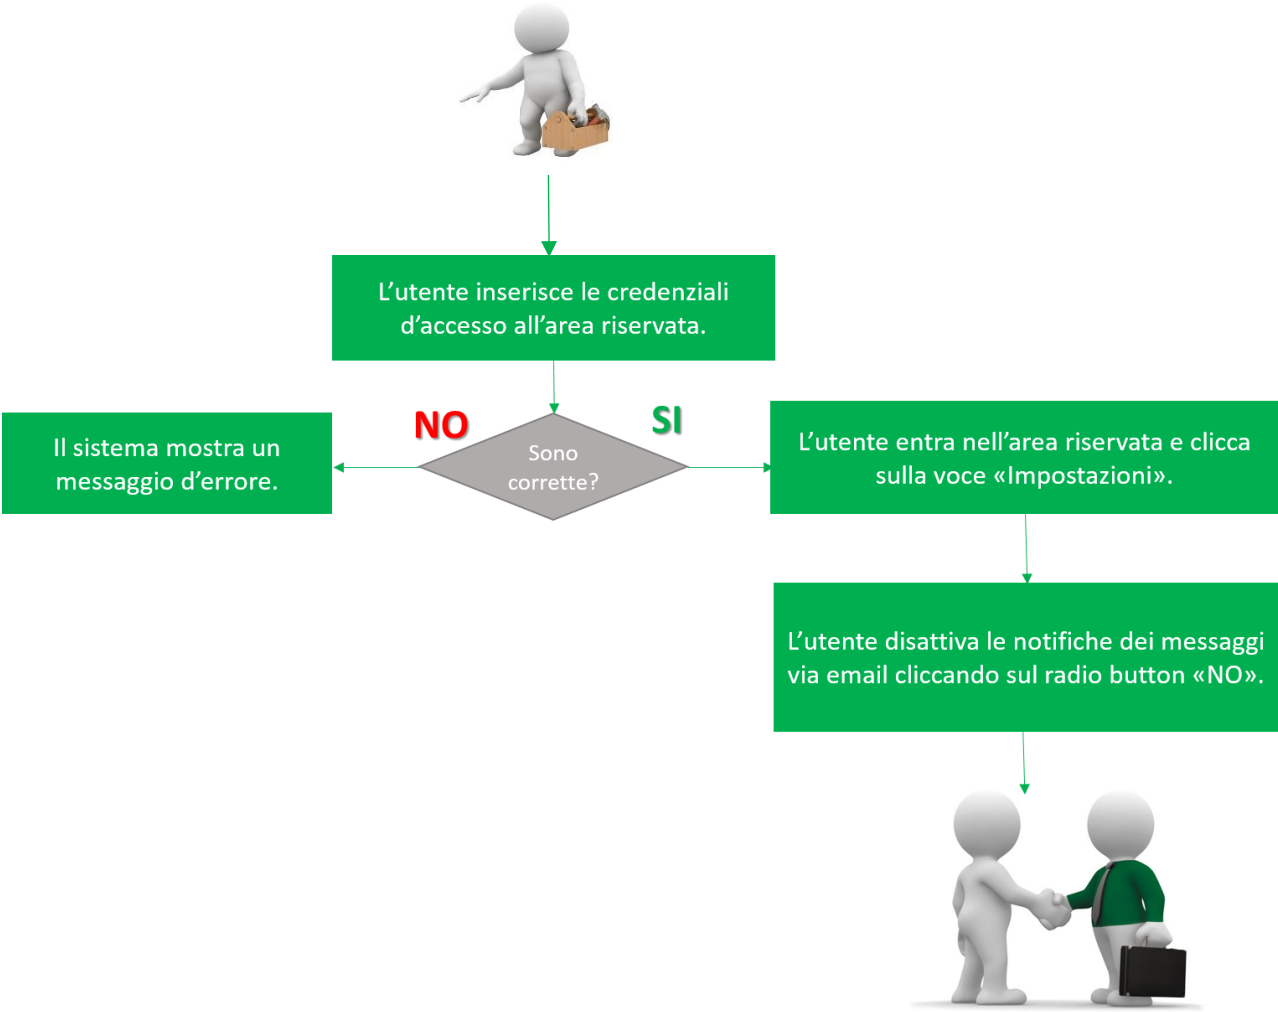 L’utente inserisce le credenziali
d’accesso all’area riservata.
NO
SI
Il sistema mostra un
messaggio d’errore.
Sono
corrette?
L’utente entra nell’area riservata e clicca
sulla voce «Impostazioni».
L’utente disattiva le notifiche dei messaggi
via email cliccando sul radio button «NO».